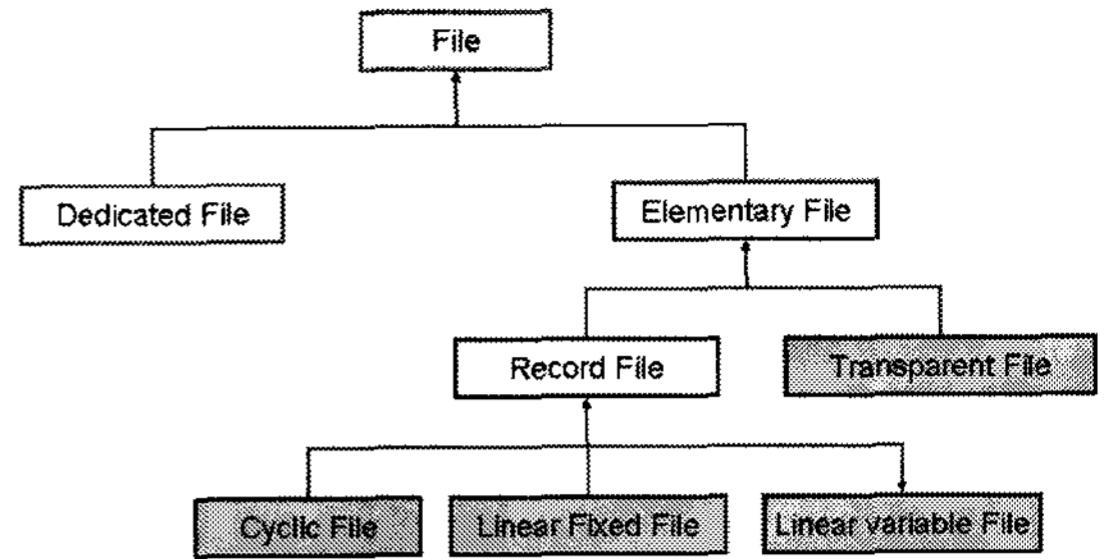 File
Dedicated File
Elementary File
Record File
Transparent File
Cyclic File
Linear Fixed File
Linear variable File